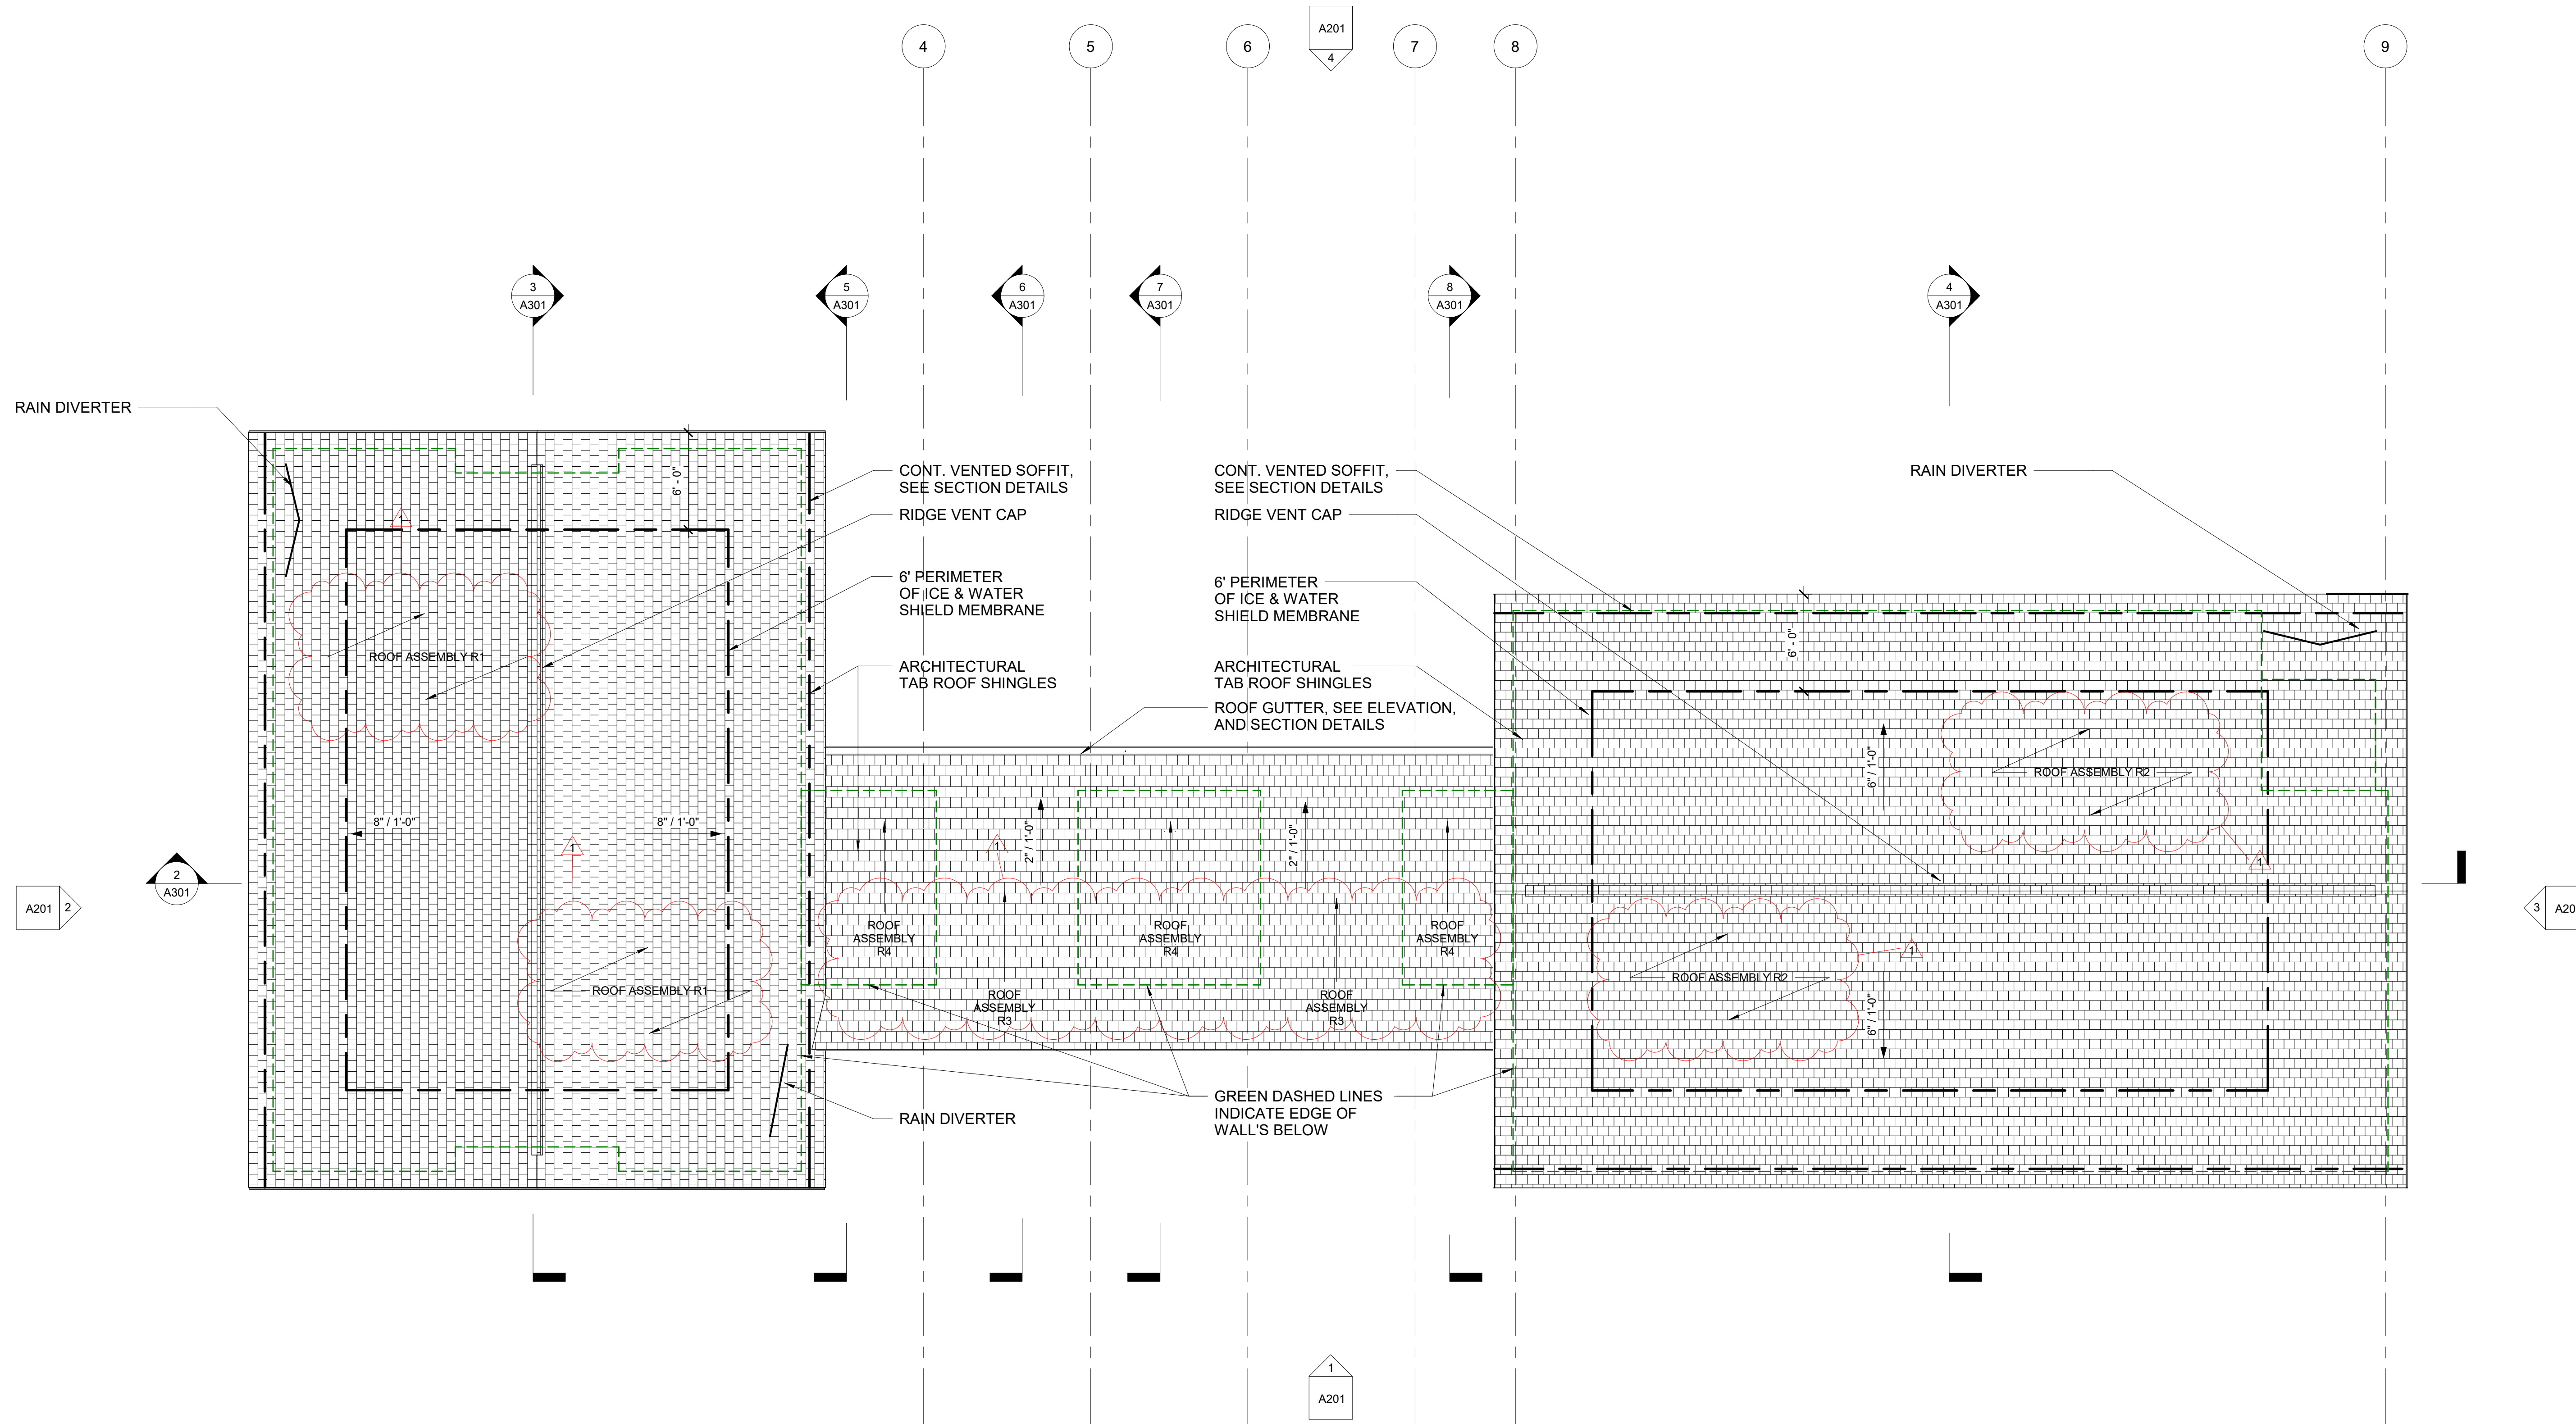 A201
4
4
5
6
7
8
9
3
A301
5
A301
6
A301
7
A301
8
A301
4
A301
RAIN DIVERTER
CONT. VENTED SOFFIT,
SEE SECTION DETAILS
RIDGE VENT CAP
6' PERIMETER
OF ICE & WATER
SHIELD MEMBRANE
ARCHITECTURAL
TAB ROOF SHINGLES
CONT. VENTED SOFFIT,
SEE SECTION DETAILS
RIDGE VENT CAP
6' PERIMETER
OF ICE & WATER
SHIELD MEMBRANE
ARCHITECTURAL
TAB ROOF SHINGLES
ROOF GUTTER, SEE ELEVATION,
AND SECTION DETAILS
RAIN DIVERTER
6' - 0"
6' - 0"
1
ROOF ASSEMBLY R1
8" / 1'-0"
8" / 1'-0"
1
ROOF ASSEMBLY R1
1
2" / 1'-0"
2" / 1'-0"
ROOF
ASSEMBLY
R4
ROOF
ASSEMBLY
R4
ROOF
ASSEMBLY
R4
ROOF
ASSEMBLY
R3
ROOF
ASSEMBLY
R3
6" / 1'-0"
ROOF ASSEMBLY R2
1
1
ROOF ASSEMBLY R2
6" / 1'-0"
2
A301
A201
2
3
A20
RAIN DIVERTER
GREEN DASHED LINES
INDICATE EDGE OF
WALL'S BELOW
1
A201